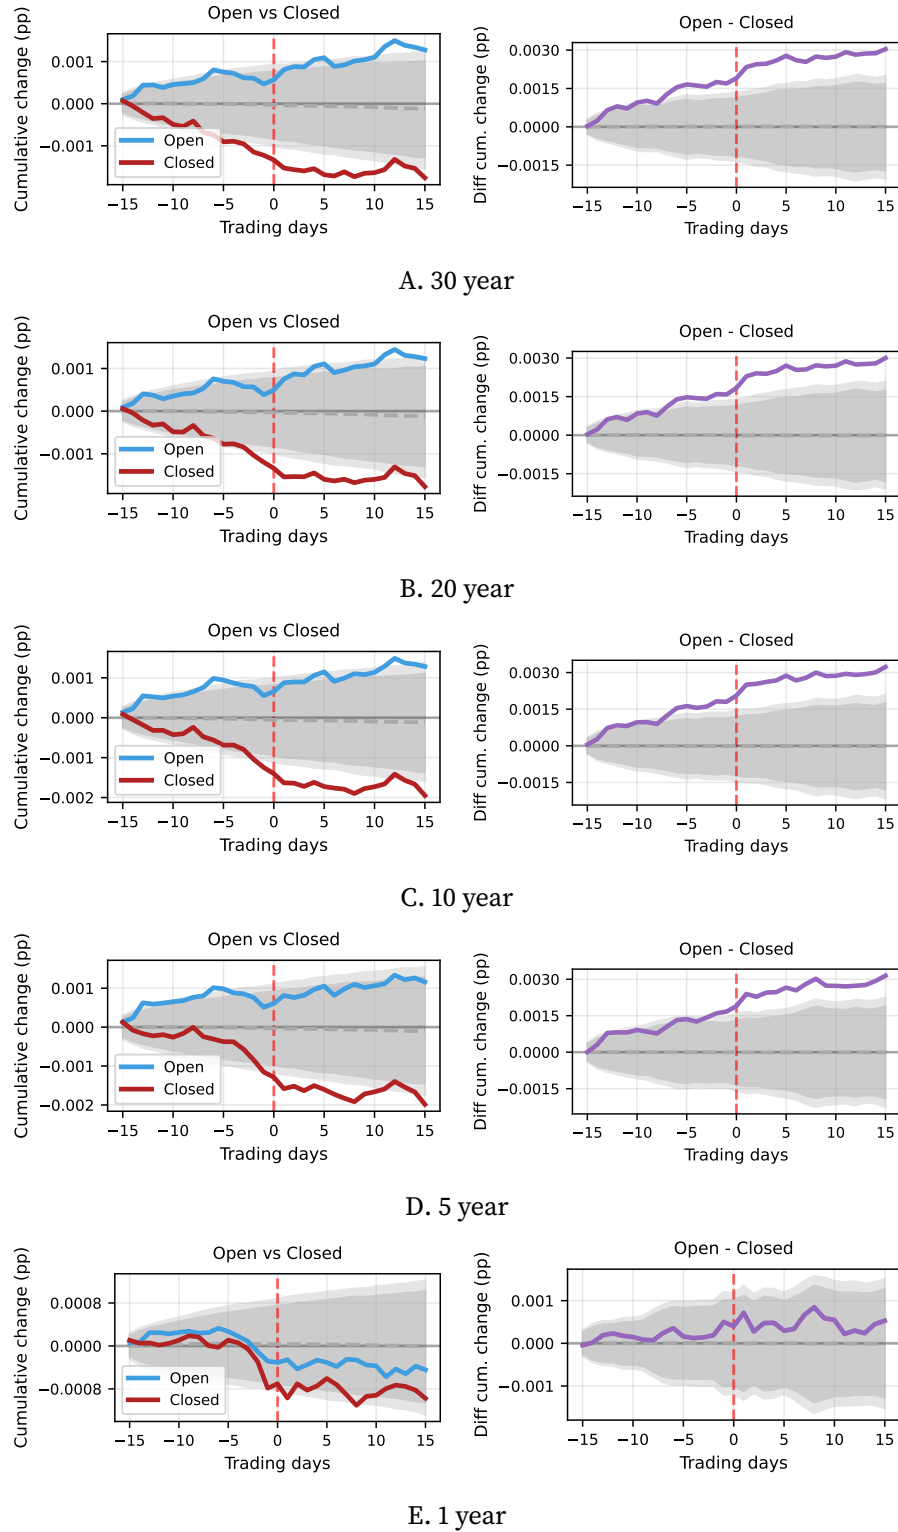 Open vs Closed
Cumulative change (pp)
0.001
0.000
−0.001
Open
Closed
−15 −10 −5 0 5 10 15
Trading days
Open - Closed
Diff cum. change (pp)
0.0030
0.0015
0.0000
−0.0015
−15 −10 −5 0 5 10 15
Trading days
A. 30 year
Open vs Closed
Cumulative change (pp)
0.001
0.000
−0.001
Open
Closed
−15 −10 −5 0 5 10 15
Trading days
Open - Closed
Diff cum. change (pp)
0.0030
0.0015
0.0000
−0.0015
−15 −10 −5 0 5 10 15
Trading days
B. 20 year
Open vs Closed
Cumulative change (pp)
0.001
0.000
−0.001
−0.002
Open
Closed
−15 −10 −5 0 5 10 15
Trading days
Open - Closed
Diff cum. change (pp)
0.0030
0.0015
0.0000
−0.0015
−15 −10 −5 0 5 10 15
Trading days
C. 10 year
Open vs Closed
Cumulative change (pp)
0.001
0.000
−0.001
−0.002
Open
Closed
−15 −10 −5 0 5 10 15
Trading days
Open - Closed
Diff cum. change (pp)
0.0030
0.0015
0.0000
−0.0015
−15 −10 −5 0 5 10 15
Trading days
D. 5 year
Open vs Closed
Cumulative change (pp)
0.0008
0.0000
−0.0008
Open
Closed
−15 −10 −5 0 5 10 15
Trading days
Open - Closed
Diff cum. change (pp)
0.001
0.000
−0.001
−15 −10 −5 0 5 10 15
Trading days
E. 1 year